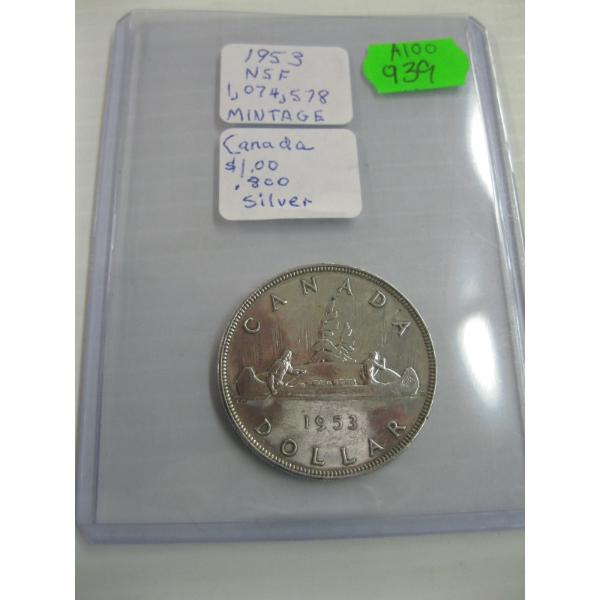 1953
NSF
1,074,578
MINTAGE
Canada
$1.00
.800
Silver
A100
939
CANADA
1953
DOLLAR